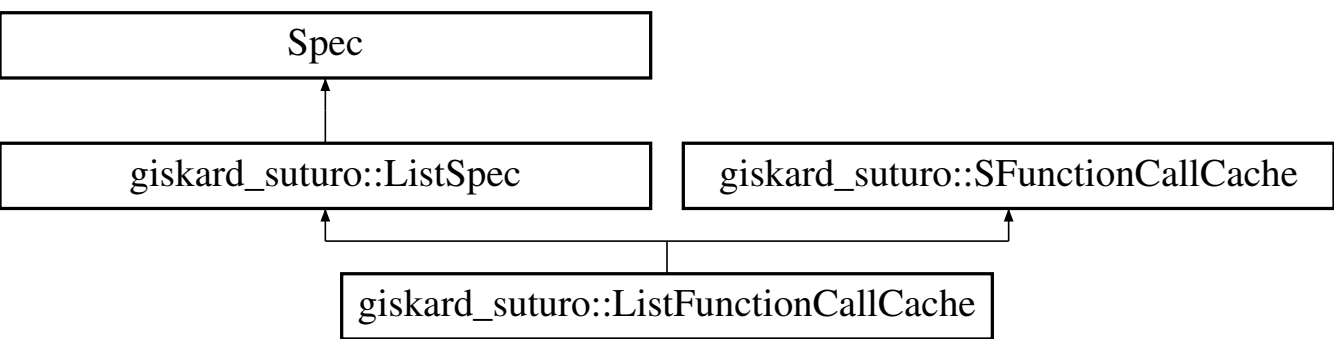 Spec
giskard_suturo::ListSpec
giskard_suturo::SFunctionCallCache
giskard_suturo::ListFunctionCallCache